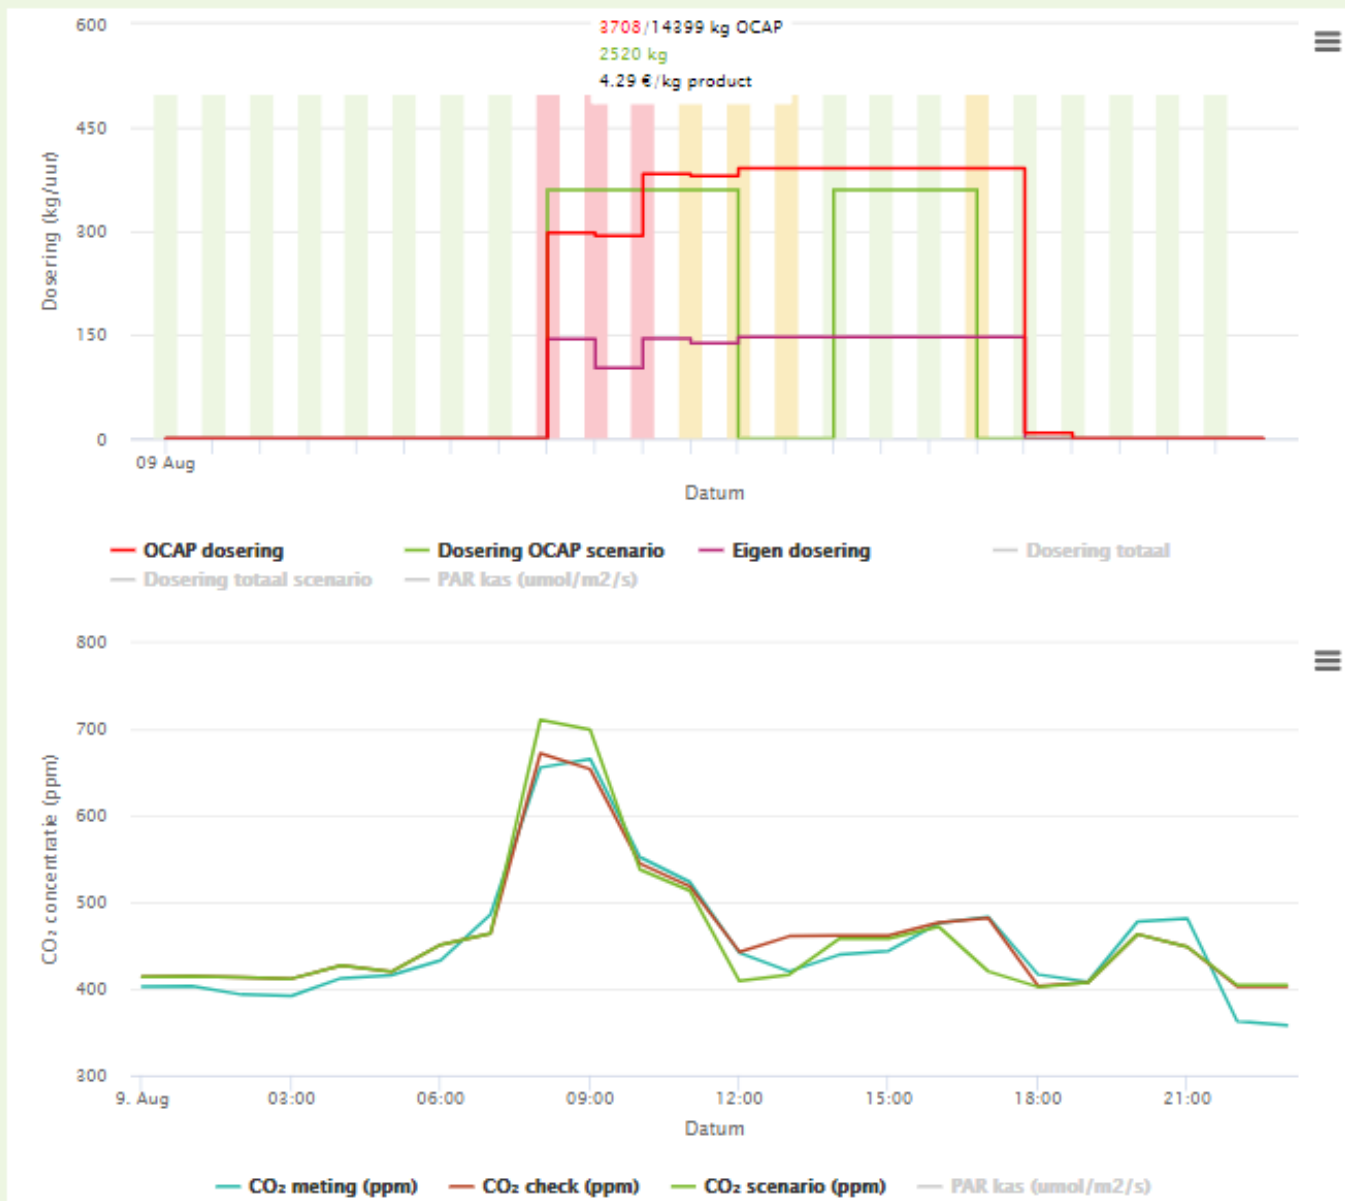 600
3708/14399 kg OCAP
2520 kg
4.29 €/kg product
450
300
150
0
Dosering (kg/uur)
09 Aug
Datum
OCAP dosering
Dosering OCAP scenario
Eigen dosering
Dosering totaal
Dosering totaal scenario
PAR kas (umol/m2/s)
800
700
600
500
400
300
CO₂ concentratie (ppm)
9. Aug 03:00 06:00 09:00 12:00 15:00 18:00 21:00
Datum
CO₂ meting (ppm) CO₂ check (ppm) CO₂ scenario (ppm) PAR kas (umol/m2/s)